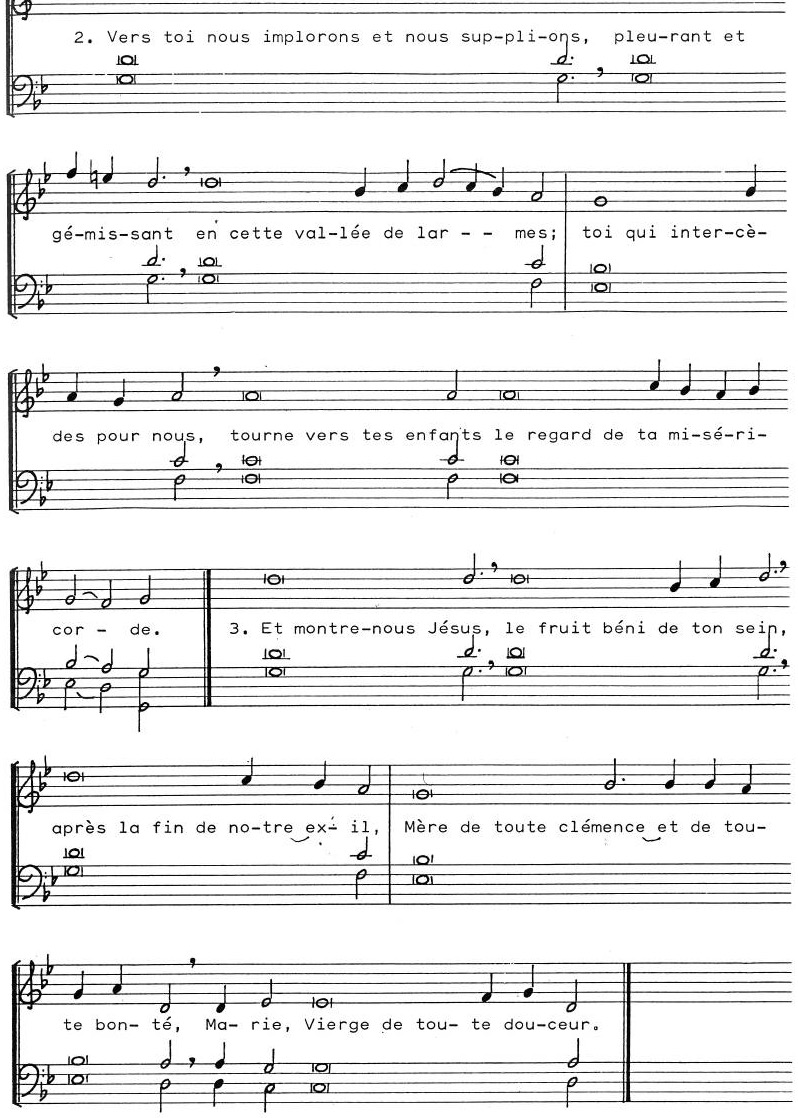 2. Vers toi nous implorons et nous sup-pli-ons, pleu-rant et
gé-mis-sant en cette val-lée de lar - - mes; toi qui inter-cè-
des pour nous, tourne vers tes enfants le regard de ta mi-sé-ri-
cor - de. 3. Et montre-nous Jésus, le fruit béni de ton sein,
après la fin de no-tre ex- il, Mère de toute clémence et de tou-
te bon- té, Ma- rie, Vierge de tou- te dou-ceur.